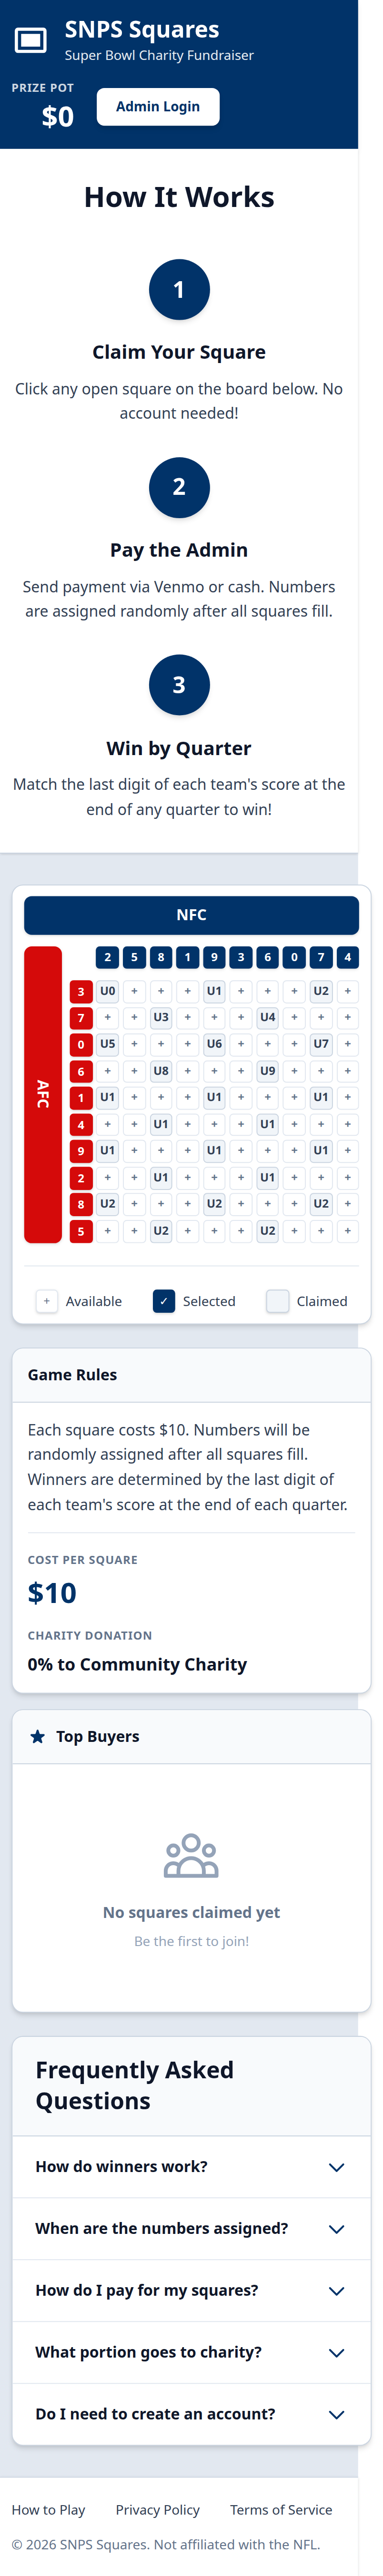 SNPS Squares
Super Bowl Charity Fundraiser
PRIZE POT
$0
Admin Login
How It Works
1
Claim Your Square
Click any open square on the board below. No
account needed!
2
Pay the Admin
Send payment via Venmo or cash. Numbers
are assigned randomly after all squares fill.
3
Win by Quarter
Match the last digit of each team's score at the
end of any quarter to win!
NFC
AFC
2 5 8 1 9 3 6 0 7 4
3 U0 + + + U1 + + + U2 +
7 + + U3 + + + U4 + + +
0 U5 + + + U6 + + + U7 +
6 + + U8 + + + U9 + + +
1 U1 + + + U1 + + + U1 +
4 + + U1 + + + U1 + + +
9 U1 + + + U1 + + + U1 +
2 + + U1 + + + U1 + + +
8 U2 + + + U2 + + + U2 +
5 + + U2 + + + U2 + + +
+ Available ✓ Selected Claimed
Game Rules
Each square costs $10. Numbers will be
randomly assigned after all squares fill.
Winners are determined by the last digit of
each team's score at the end of each quarter.
COST PER SQUARE
$10
CHARITY DONATION
0% to Community Charity
Top Buyers
No squares claimed yet
Be the first to join!
Frequently Asked
Questions
How do winners work?
When are the numbers assigned?
How do I pay for my squares?
What portion goes to charity?
Do I need to create an account?
How to Play Privacy Policy Terms of Service
© 2026 SNPS Squares. Not affiliated with the NFL.